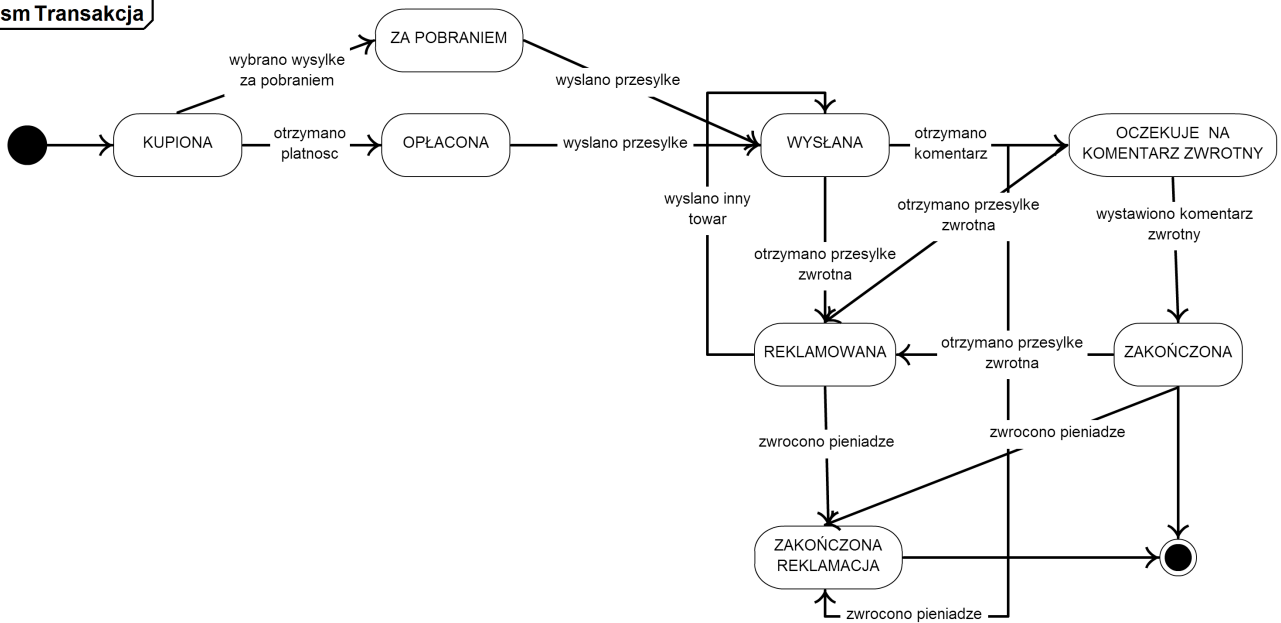 sm Transakcja
ZA POBRANIEM
wybrano wysylke
za pobraniem
wyslano przesylke
KUPIONA
otrzymano
platnosc
OPŁACONA
wyslano przesylke
WYSŁANA
otrzymano
komentarz
OCZEKUJE NA
KOMENTARZ ZWROTNY
wyslano inny
towar
otrzymano przesylke
zwrotna
wystawiono komentarz
zwrotny
otrzymano przesylke
zwrotna
REKLAMOWANA
otrzymano przesylke
zwrotna
ZAKOŃCZONA
zwrocono pieniadze
zwrocono pieniadze
ZAKOŃCZONA
REKLAMACJA
zwrocono pieniadze